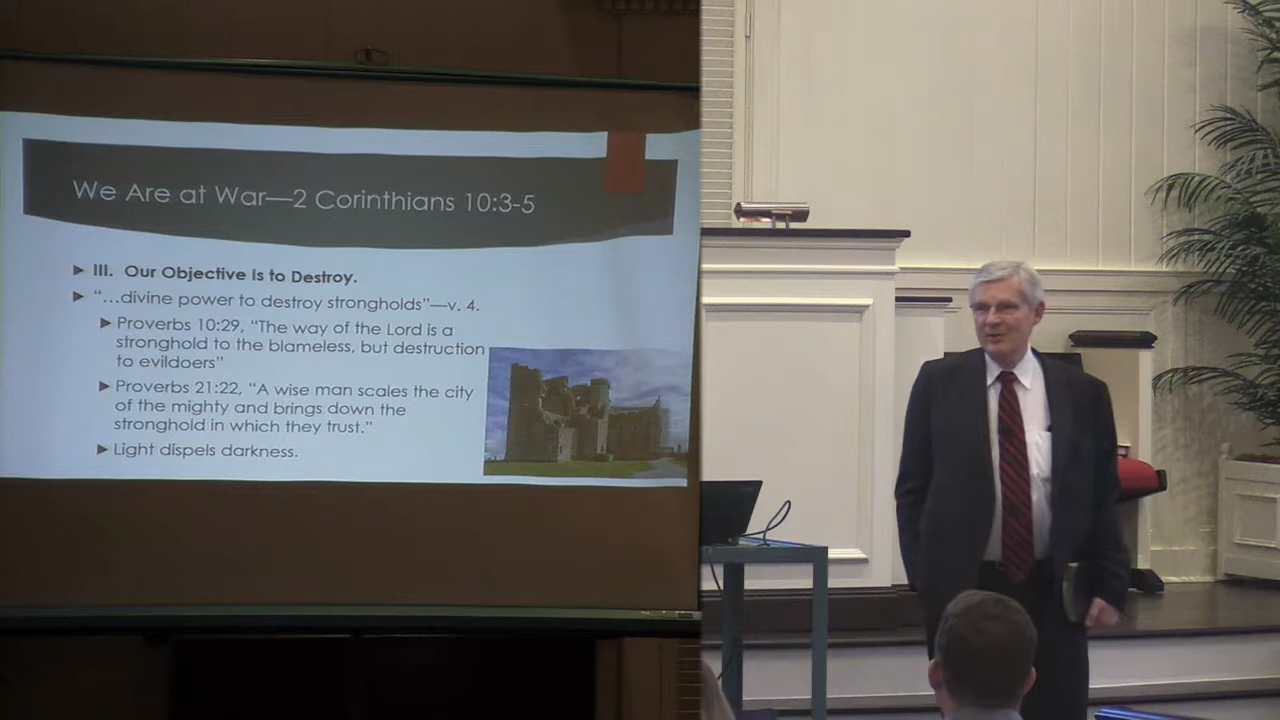 We Are at War—2 Corinthians 10:3-5
III. Our Objective Is to Destroy.
“…divine power to destroy strongholds”—v. 4.
Proverbs 10:29, “The way of the Lord is a
stronghold to the blameless, but destruction
to evildoers”
Proverbs 21:22, “A wise man scales the city
of the mighty and brings down the
stronghold in which they trust.”
Light dispels darkness.